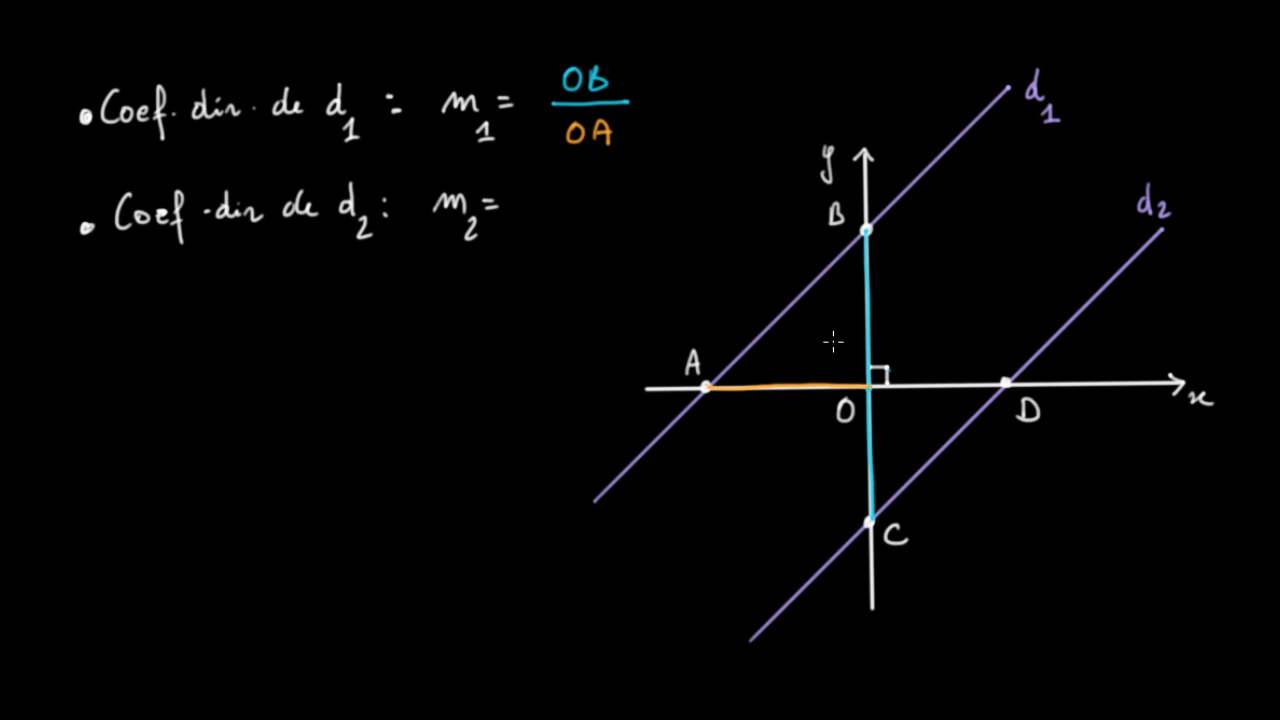 • Coef. dir. de d₁ : m₁ = OB/OA
• Coef. dir de d₂ : m₂ =
d₁
y
d₂
B
A
O
D
x
C